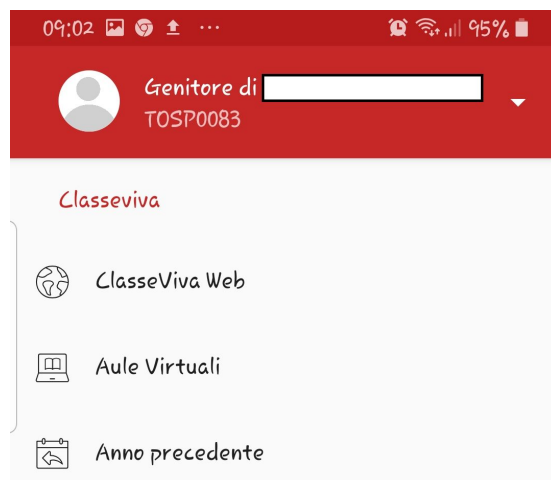 09:02 95%
Genitore di
TOSP0083
Classeviva
ClasseViva Web
Aule Virtuali
Anno precedente